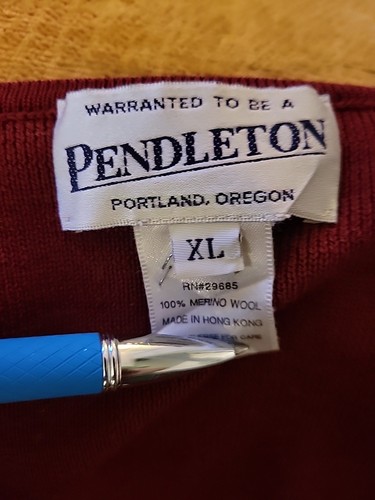 WARRANTED TO BE A
PENDLETON
PORTLAND, OREGON
XL
RN#29685
100% MERINO WOOL
MADE IN HONG KONG